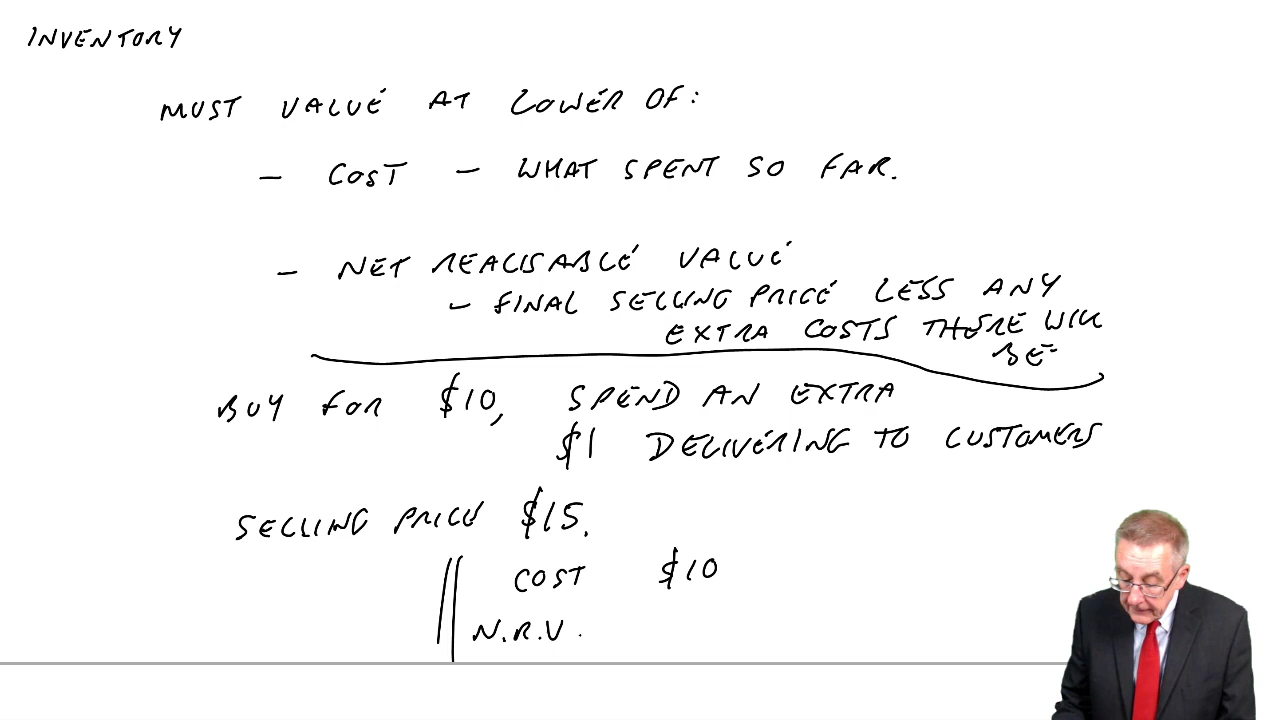 INVENTORY
MUST VALUE AT LOWER OF:
- COST - WHAT SPENT SO FAR.
- NET REALISABLE VALUE
- FINAL SELLING PRICE LESS ANY
EXTRA COSTS THERE WILL
BE
BUY FOR $10, SPEND AN EXTRA
$1 DELIVERING TO CUSTOMERS
SELLING PRICE $15.
COST $10
N.R.V.